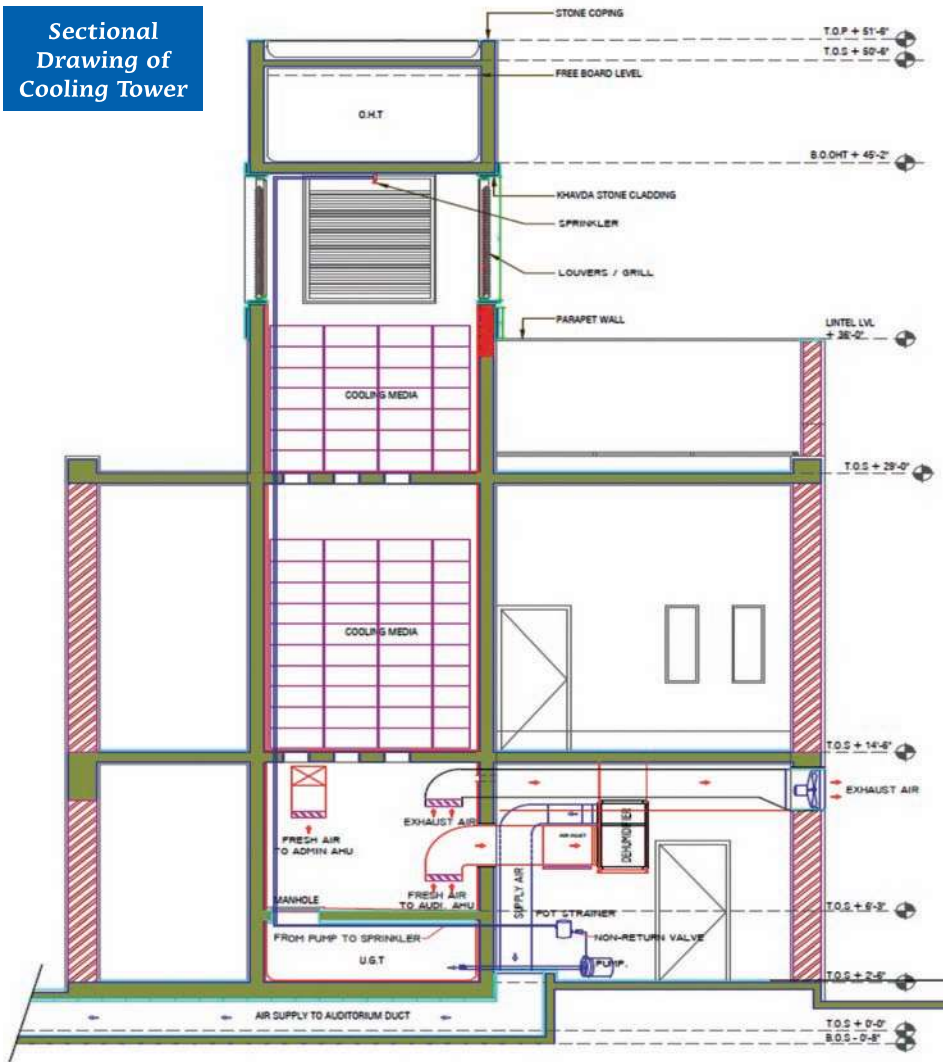 Sectional
Drawing of
Cooling Tower
STONE COPING
T.O.P + 51'-6"
T.O.S + 50'-6"
FREE BOARD LEVEL
O.H.T
B.O.OHT + 45'-2"
KHAVDA STONE CLADDING
SPRINKLER
LOUVERS / GRILL
PARAPET WALL
LINTEL LVL
+ 36'-0"
COOLING MEDIA
T.O.S + 29'-0"
COOLING MEDIA
T.O.S + 14'-6"
EXHAUST AIR
EXHAUST AIR
FRESH AIR
TO ADMIN AHU
DEHUMIDIFIER
SUPPLY AIR
FRESH AIR
TO AUDI. AHU
MANHOLE
T.O.S + 6'-3"
POT STRAINER
FROM PUMP TO SPRINKLER
NON-RETURN VALVE
U.G.T
PUMP.
T.O.S + 2'-6"
AIR SUPPLY TO AUDITORIUM DUCT
T.O.S + 0'-0"
B.O.S - 0'-8"